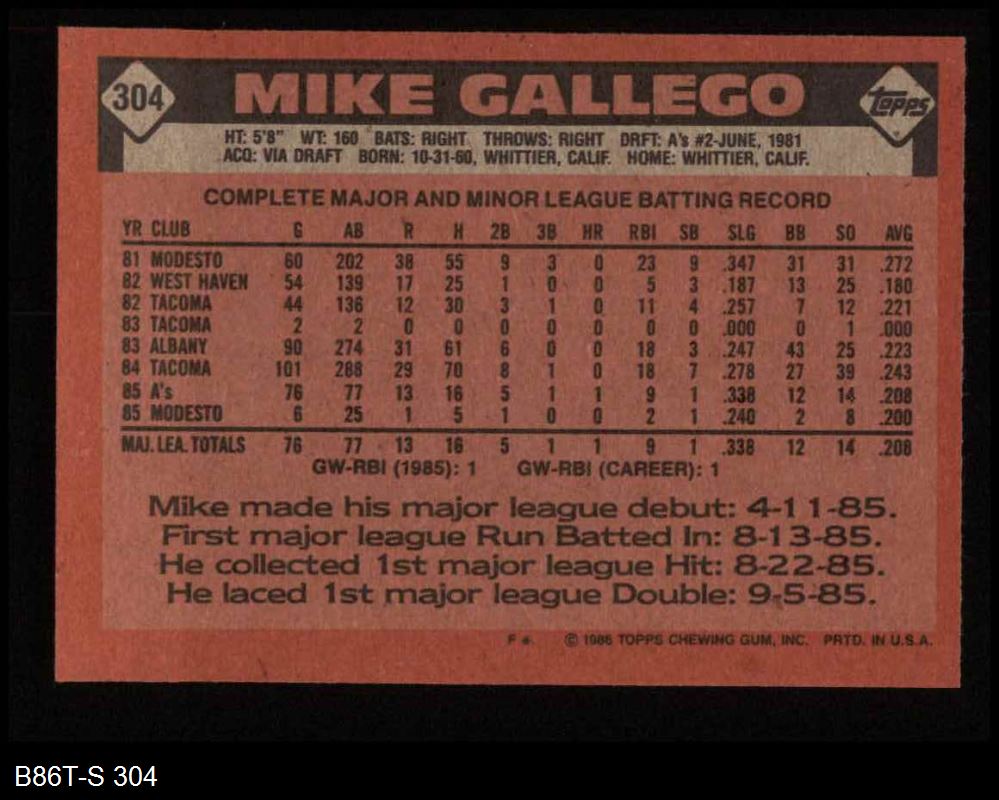 304 MIKE GALLEGO Topps
HT: 5'8" WT: 160 BATS: RIGHT THROWS: RIGHT DRFT: A's #2-JUNE, 1981
ACQ: VIA DRAFT BORN: 10-31-60, WHITTIER, CALIF. HOME: WHITTIER, CALIF.
COMPLETE MAJOR AND MINOR LEAGUE BATTING RECORD
YR CLUB G AB R H 2B 3B HR RBI SB SLG BB SO AVG
81 MODESTO 60 202 38 55 9 3 0 23 9 .347 31 31 .272
82 WEST HAVEN 54 139 17 25 1 0 0 5 3 .187 13 25 .180
82 TACOMA 44 136 12 30 3 1 0 11 4 .257 7 12 .221
83 TACOMA 2 2 0 0 0 0 0 0 0 .000 0 1 .000
83 ALBANY 90 274 31 61 6 0 0 18 3 .247 43 25 .223
84 TACOMA 101 288 29 70 8 1 0 18 7 .278 27 39 .243
85 A's 76 77 13 16 5 1 1 9 1 .338 12 14 .208
85 MODESTO 6 25 1 5 1 0 0 2 1 .240 2 8 .200
MAJ. LEA. TOTALS 76 77 13 16 5 1 1 9 1 .338 12 14 .208
GW-RBI (1985): 1 GW-RBI (CAREER): 1
Mike made his major league debut: 4-11-85.
First major league Run Batted In: 8-13-85.
He collected 1st major league Hit: 8-22-85.
He laced 1st major league Double: 9-5-85.
F * © 1986 TOPPS CHEWING GUM, INC. PRTD. IN U.S.A.
B86T-S 304